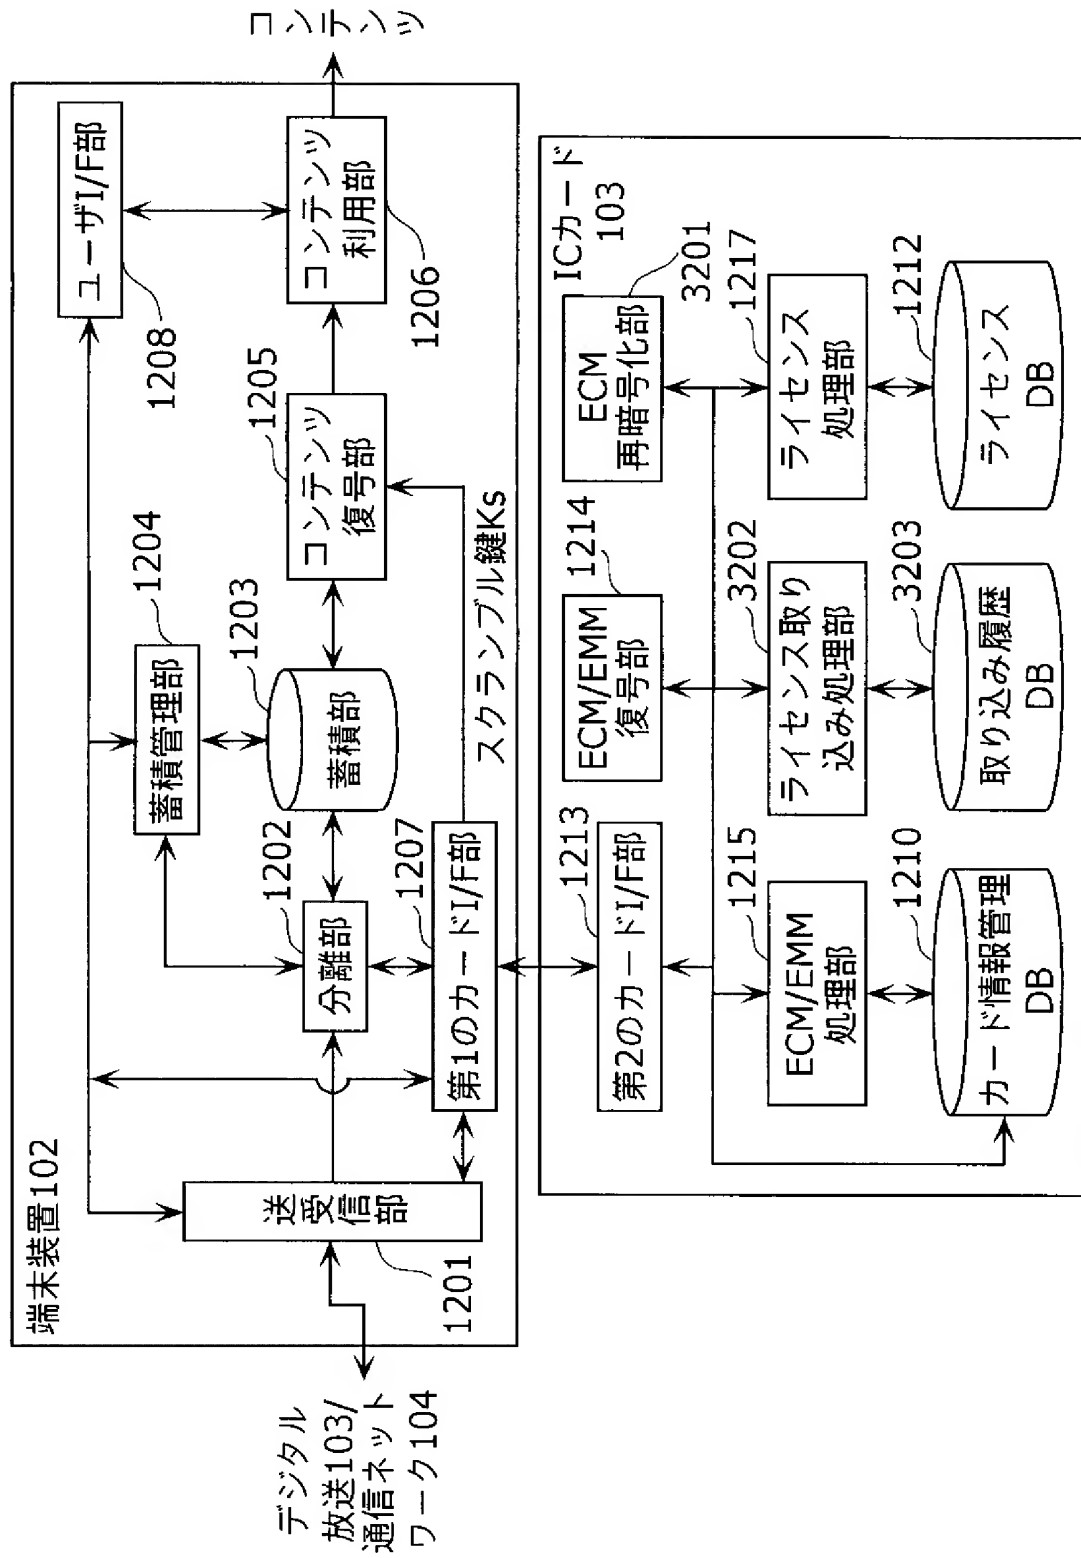 デジタル
放送103/
通信ネット
ワーク104
端末装置102
送受信部
1201
分離部
1202
蓄積部
1203
蓄積管理部
1204
コンテンツ
復号部
1205
コンテンツ
利用部
1206
ユーザI/F部
1208
コンテンツ
第1のカードI/F部
1207
スクランブル鍵Ks
ICカード
103
第2のカードI/F部
1213
ECM/EMM
復号部
1214
ECM
再暗号化部
3201
ECM/EMM
処理部
1215
ライセンス取り
込み処理部
3202
ライセンス
処理部
1217
カード情報管理
DB
1210
取り込み履歴
DB
3203
ライセンス
DB
1212